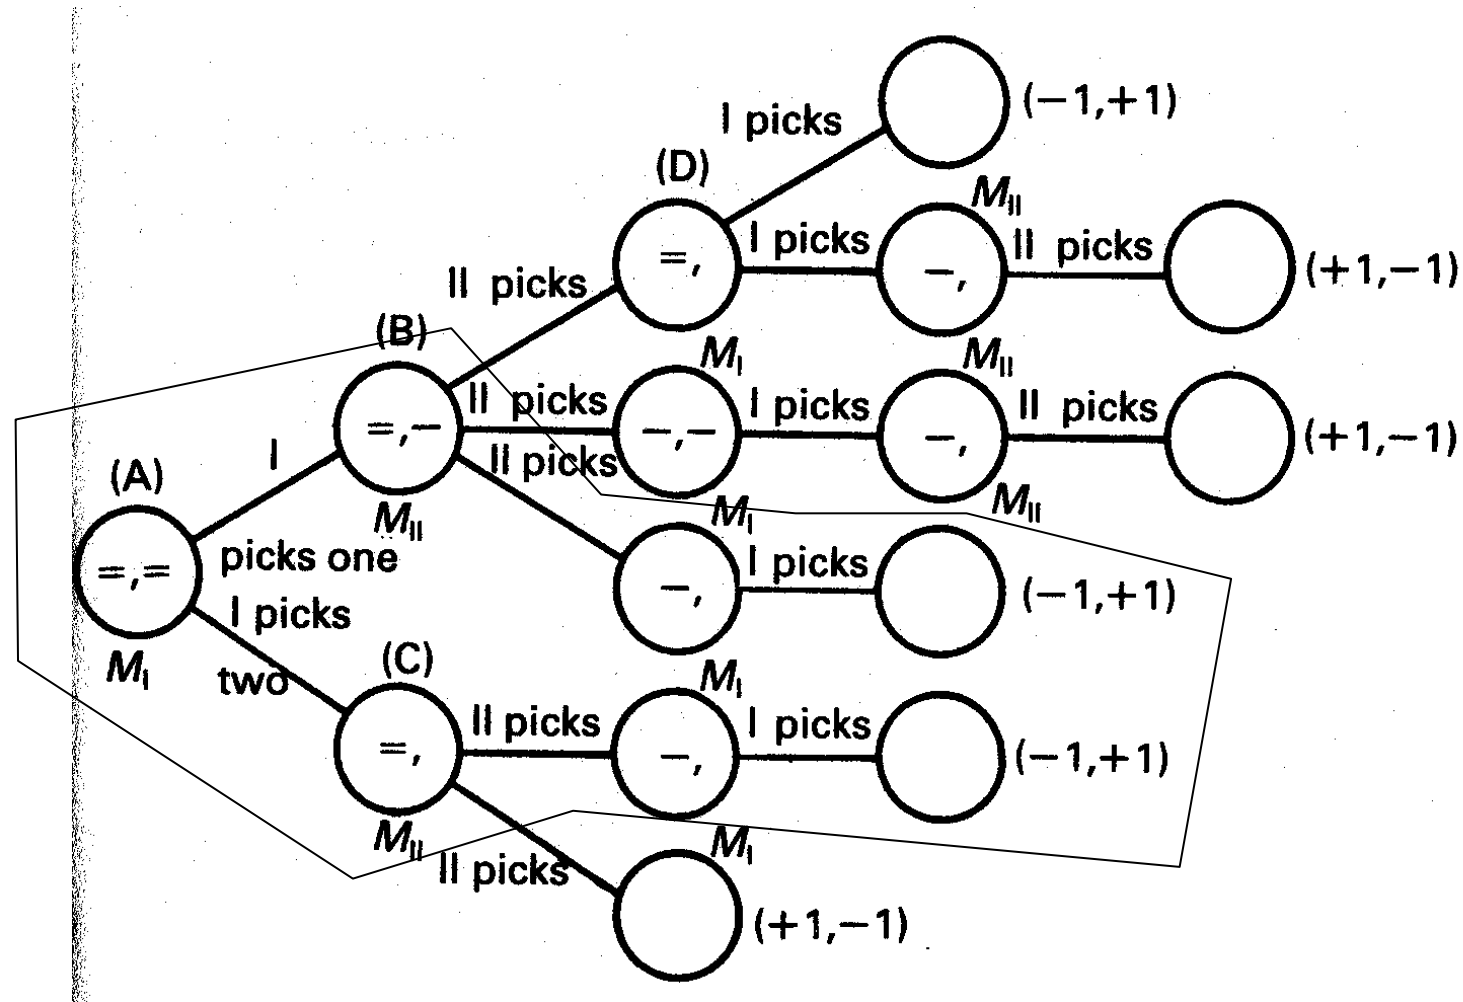 I picks
(−1,+1)
(D)
M_II
=,
I picks
−,
II picks
(+1,−1)
II picks
(B)
M_I
M_II
=,−
II picks
−,−
I picks
−,
II picks
(+1,−1)
I
II picks
(A)
M_II
M_I
M_II
=,=
picks one
−,
I picks
(−1,+1)
I picks
two
M_I
(C)
M_I
=,
II picks
−,
I picks
(−1,+1)
M_II
II picks
M_I
(+1,−1)